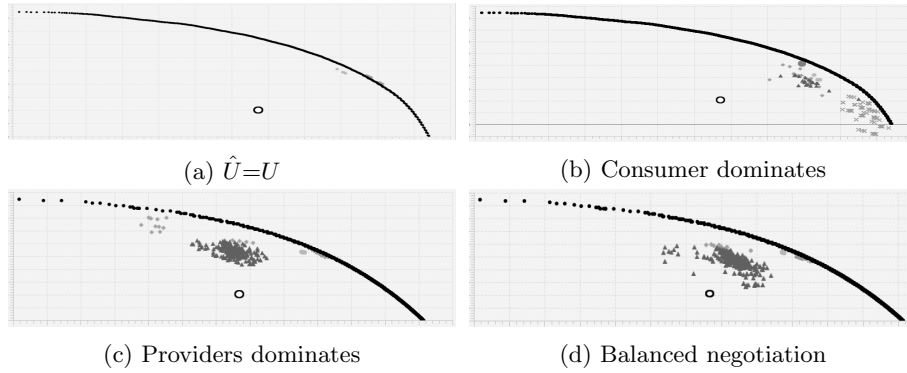 (a) Û=U
(b) Consumer dominates
(c) Providers dominates
(d) Balanced negotiation